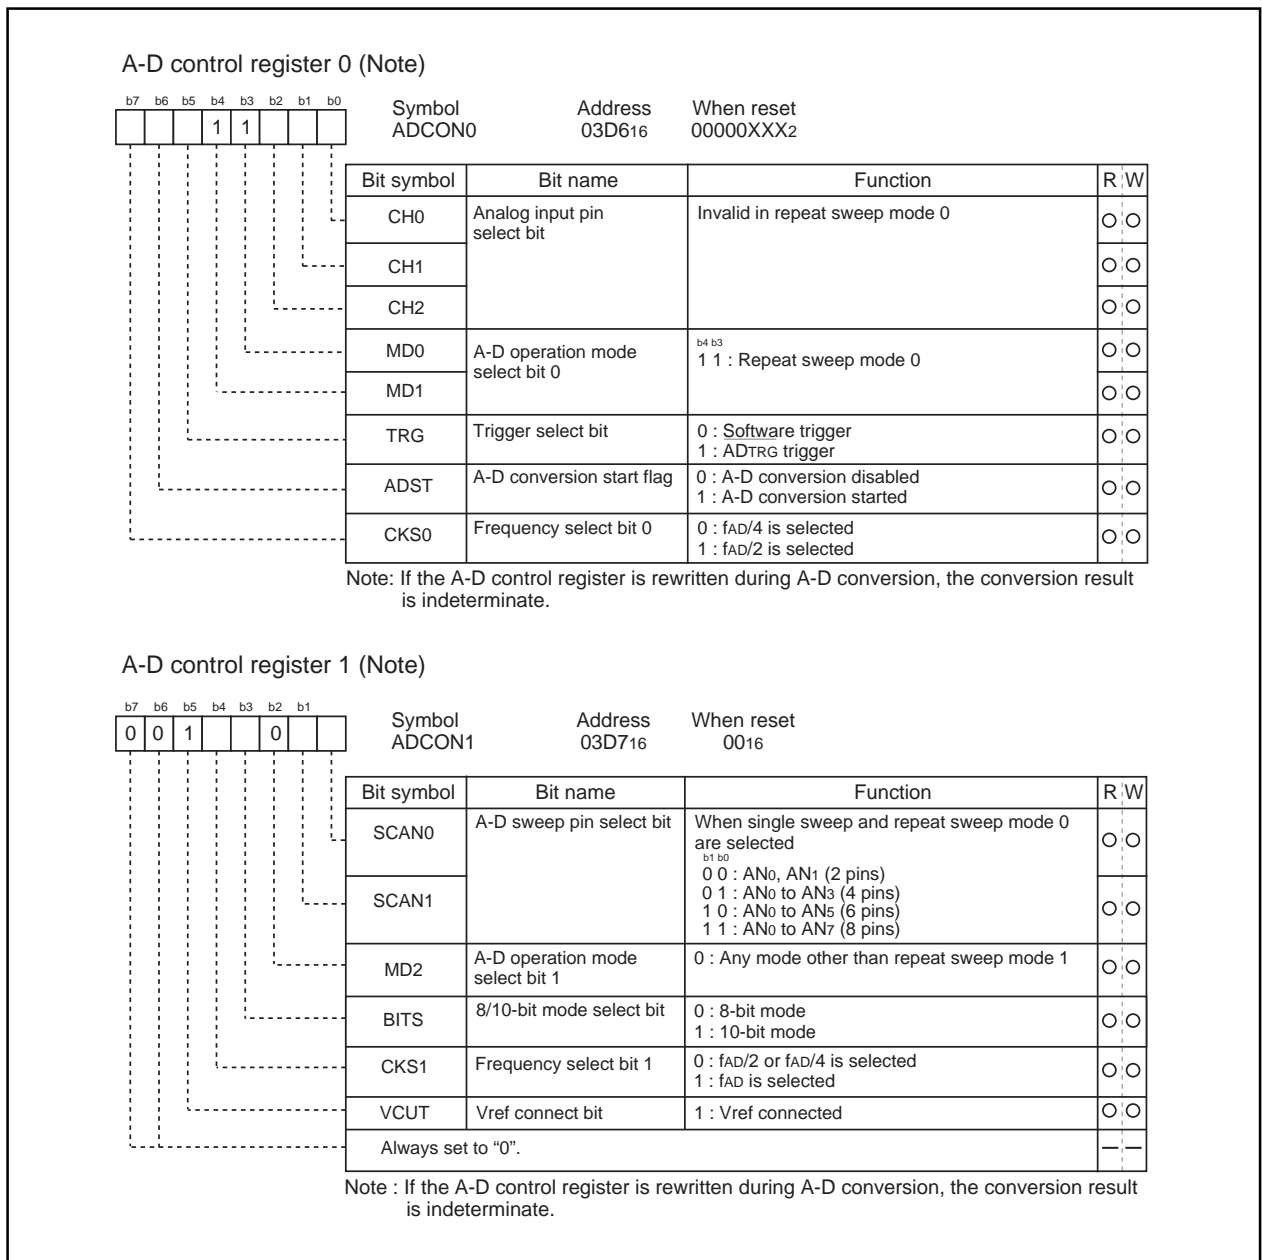 A-D control register 0 (Note)
b7 b6 b5 b4 b3 b2 b1 b0
1 1
Symbol Address When reset
ADCON0 03D616 00000XXX2
Bit symbol Bit name Function R W
CH0 Analog input pin select bit Invalid in repeat sweep mode 0
CH1
CH2
MD0 A-D operation mode select bit 0 b4 b3
1 1 : Repeat sweep mode 0
MD1
TRG Trigger select bit 0 : Software trigger
1 : ADTRG trigger
ADST A-D conversion start flag 0 : A-D conversion disabled
1 : A-D conversion started
CKS0 Frequency select bit 0 0 : fAD/4 is selected
1 : fAD/2 is selected
Note: If the A-D control register is rewritten during A-D conversion, the conversion result
is indeterminate.
A-D control register 1 (Note)
b7 b6 b5 b4 b3 b2 b1
0 0 1 0
Symbol Address When reset
ADCON1 03D716 0016
Bit symbol Bit name Function R W
SCAN0 A-D sweep pin select bit When single sweep and repeat sweep mode 0
are selected
b1 b0
0 0 : AN0, AN1 (2 pins)
SCAN1 0 1 : AN0 to AN3 (4 pins)
1 0 : AN0 to AN5 (6 pins)
1 1 : AN0 to AN7 (8 pins)
MD2 A-D operation mode select bit 1 0 : Any mode other than repeat sweep mode 1
BITS 8/10-bit mode select bit 0 : 8-bit mode
1 : 10-bit mode
CKS1 Frequency select bit 1 0 : fAD/2 or fAD/4 is selected
1 : fAD is selected
VCUT Vref connect bit 1 : Vref connected
Always set to “0”.
Note : If the A-D control register is rewritten during A-D conversion, the conversion result
is indeterminate.